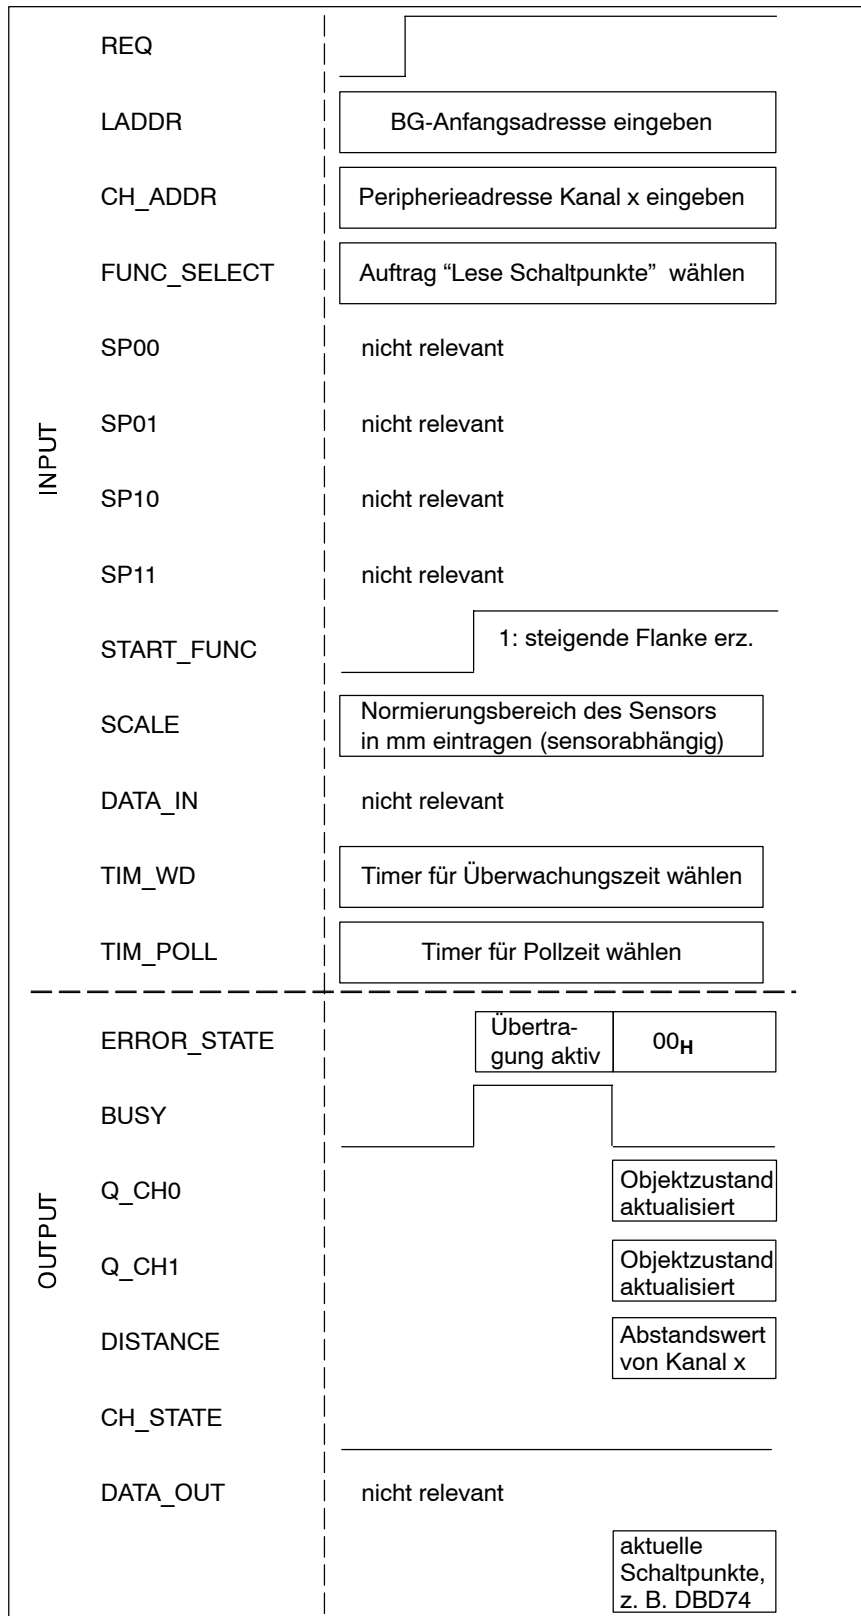 REQ
LADDR BG-Anfangsadresse eingeben
CH_ADDR Peripherieadresse Kanal x eingeben
FUNC_SELECT Auftrag “Lese Schaltpunkte” wählen
SP00 nicht relevant
SP01 nicht relevant
INPUT
SP10 nicht relevant
SP11 nicht relevant
START_FUNC 1: steigende Flanke erz.
SCALE Normierungsbereich des Sensors
in mm eintragen (sensorabhängig)
DATA_IN nicht relevant
TIM_WD Timer für Überwachungszeit wählen
TIM_POLL Timer für Pollzeit wählen
ERROR_STATE Übertra-
gung aktiv 00H
BUSY
Q_CH0 Objektzustand
aktualisiert
OUTPUT
Q_CH1 Objektzustand
aktualisiert
DISTANCE Abstandswert
von Kanal x
CH_STATE
DATA_OUT nicht relevant
aktuelle
Schaltpunkte,
z. B. DBD74